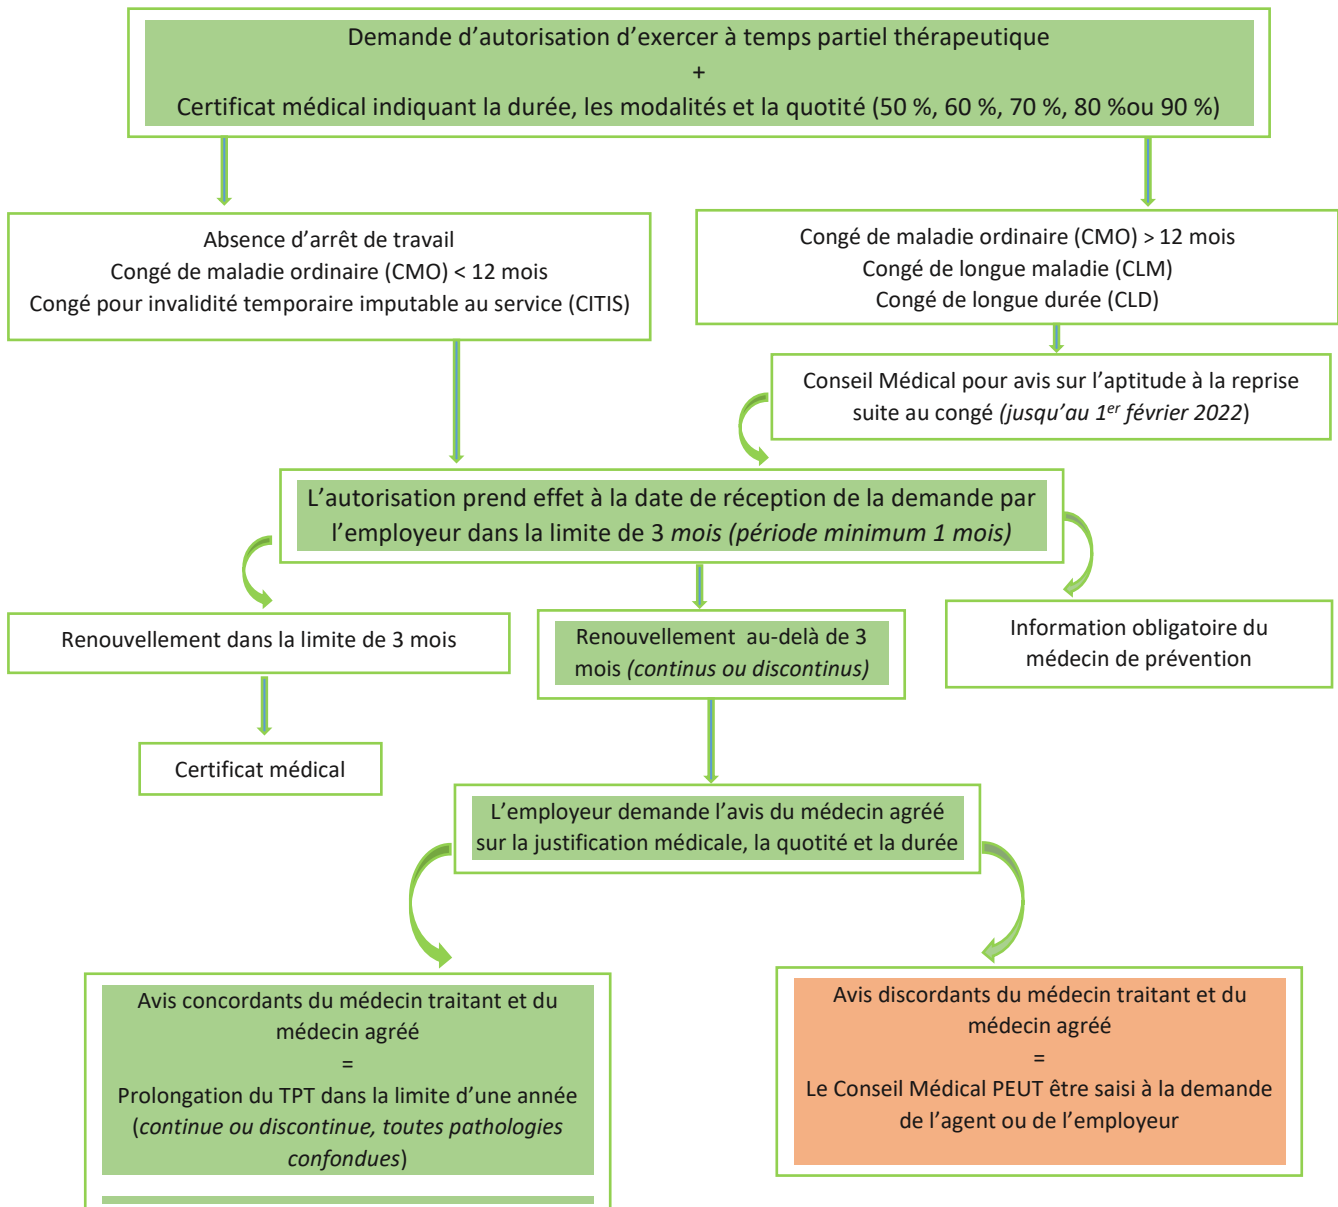 Demande d’autorisation d’exercer à temps partiel thérapeutique
+
Certificat médical indiquant la durée, les modalités et la quotité (50 %, 60 %, 70 %, 80 %ou 90 %)
Absence d’arrêt de travail
Congé de maladie ordinaire (CMO) < 12 mois
Congé pour invalidité temporaire imputable au service (CITIS)
Congé de maladie ordinaire (CMO) > 12 mois
Congé de longue maladie (CLM)
Congé de longue durée (CLD)
Conseil Médical pour avis sur l’aptitude à la reprise
suite au congé (jusqu’au 1er février 2022)
L’autorisation prend effet à la date de réception de la demande par
l’employeur dans la limite de 3 mois (période minimum 1 mois)
Renouvellement dans la limite de 3 mois
Renouvellement au-delà de 3
mois (continus ou discontinus)
Information obligatoire du
médecin de prévention
Certificat médical
L’employeur demande l’avis du médecin agréé
sur la justification médicale, la quotité et la durée
Avis concordants du médecin traitant et du
médecin agréé
=
Prolongation du TPT dans la limite d’une année
(continue ou discontinue, toutes pathologies
confondues)
Avis discordants du médecin traitant et du
médecin agréé
=
Le Conseil Médical PEUT être saisi à la demande
de l’agent ou de l’employeur